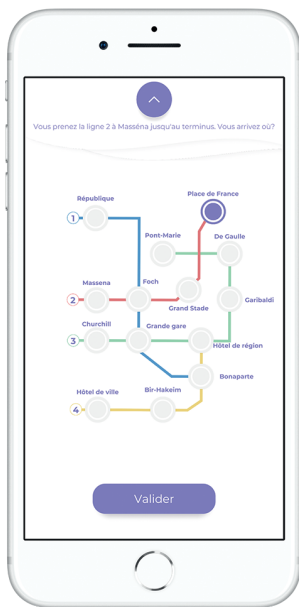 Vous prenez la ligne 2 à Masséna jusqu'au terminus. Vous arrivez où?
République
Place de France
1
Pont-Marie
De Gaulle
Massena
Foch
2
Grand Stade
Garibaldi
Churchill
Grande gare
3
Hôtel de région
Bonaparte
Hôtel de ville
Bir-Hakeim
4
Valider